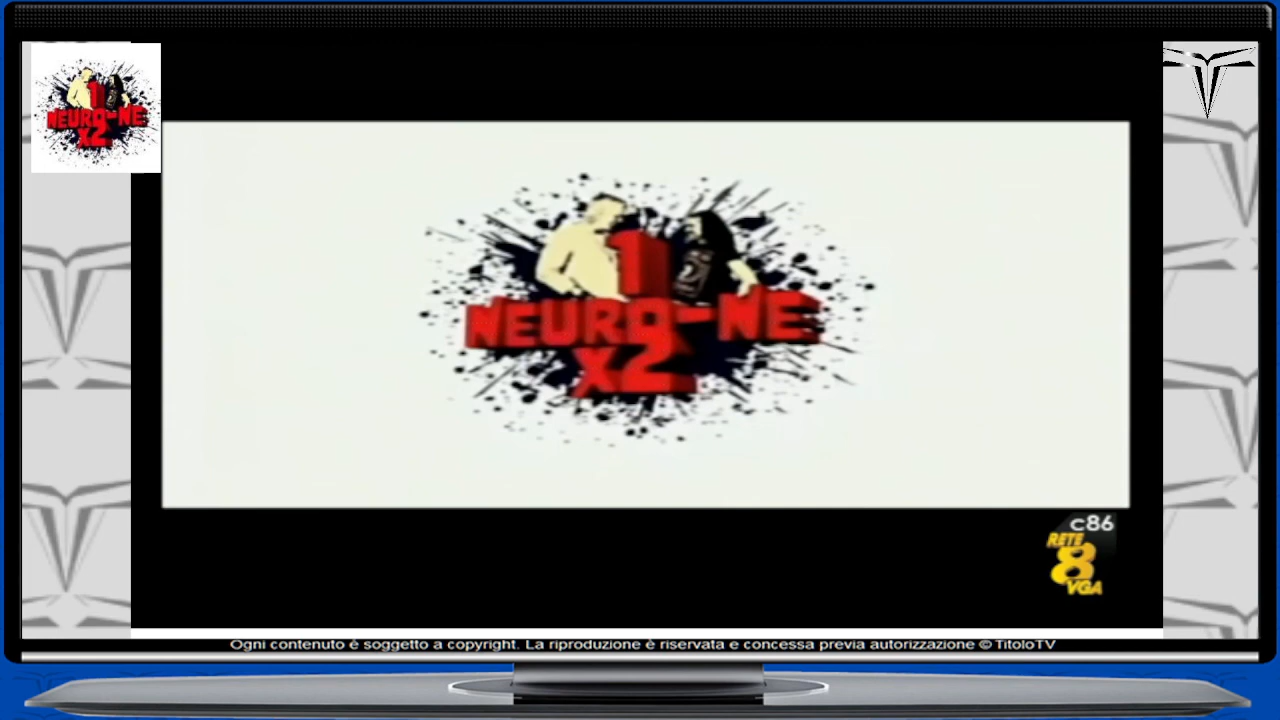 1
NEURO-NE
X2
1
NEURO-NE
X2
c86
RETE
8
VGA
Ogni contenuto è soggetto a copyright. La riproduzione è riservata e concessa previa autorizzazione © TitoloTV